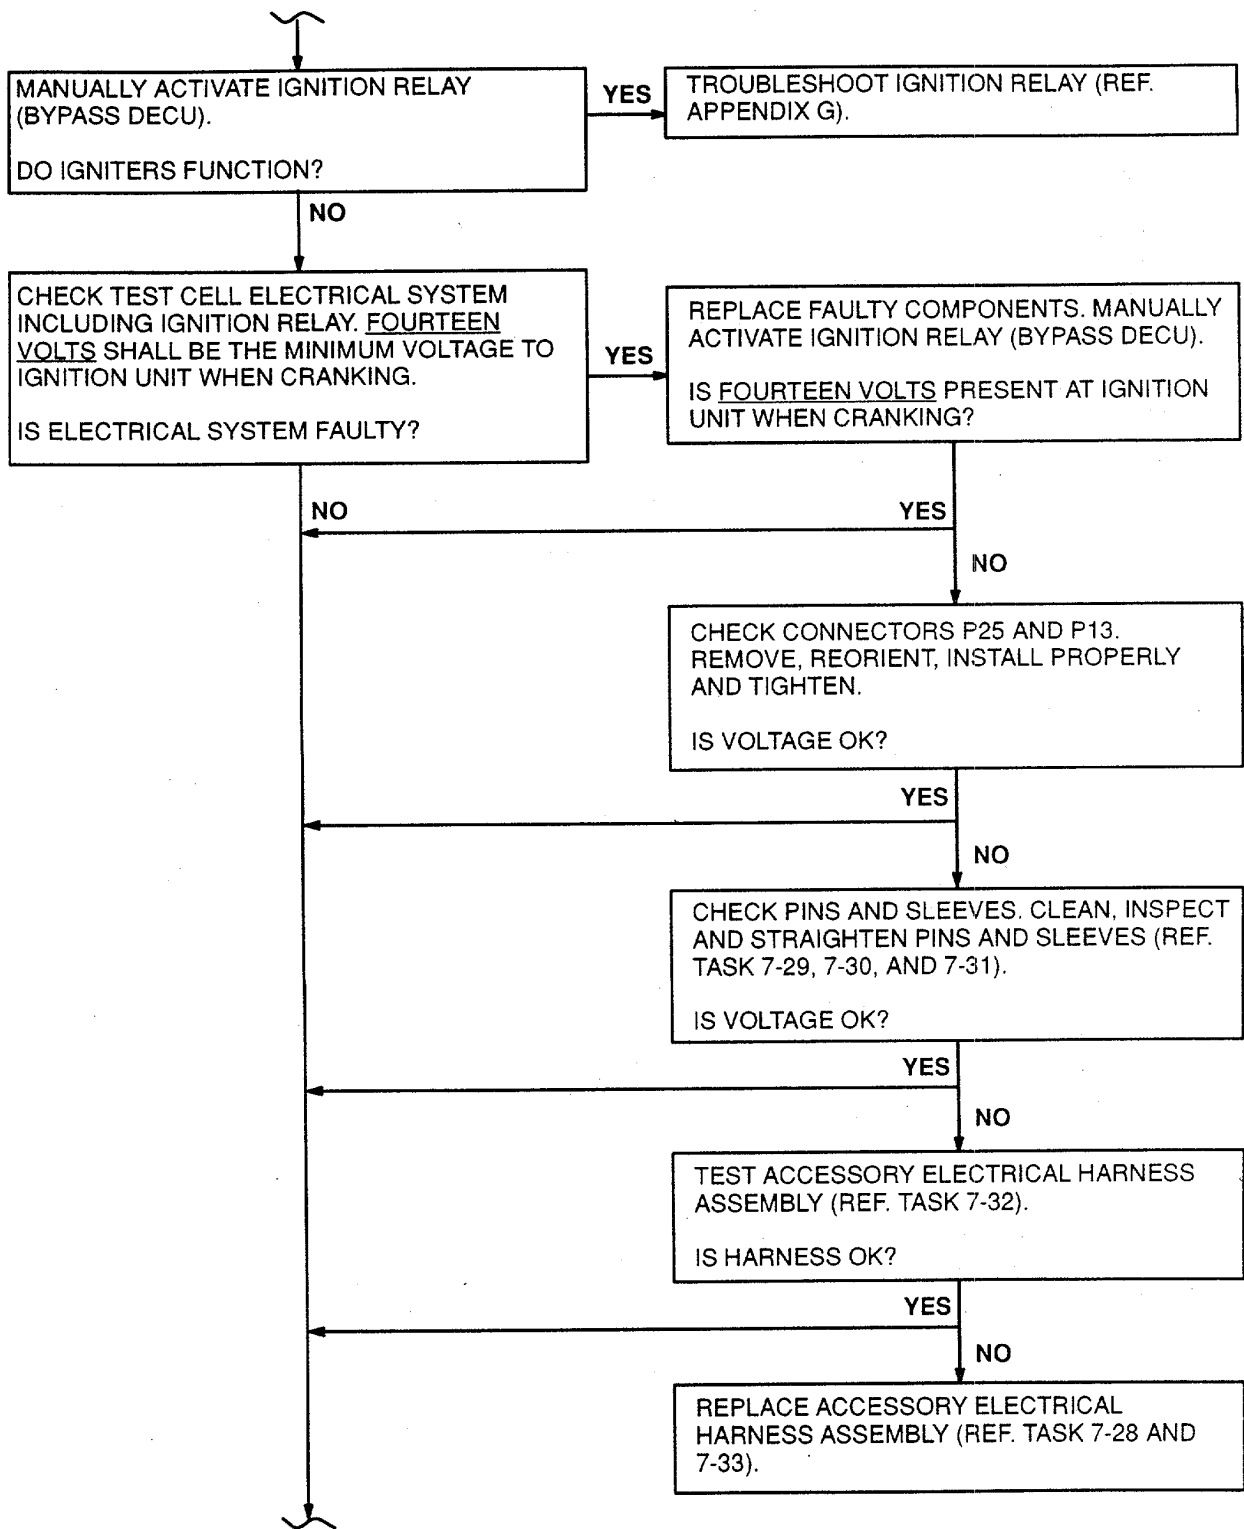 MANUALLY ACTIVATE IGNITION RELAY
(BYPASS DECU).
DO IGNITERS FUNCTION?
YES
TROUBLESHOOT IGNITION RELAY (REF.
APPENDIX G).
NO
CHECK TEST CELL ELECTRICAL SYSTEM
INCLUDING IGNITION RELAY. FOURTEEN
VOLTS SHALL BE THE MINIMUM VOLTAGE TO
IGNITION UNIT WHEN CRANKING.
IS ELECTRICAL SYSTEM FAULTY?
YES
REPLACE FAULTY COMPONENTS. MANUALLY
ACTIVATE IGNITION RELAY (BYPASS DECU).
IS FOURTEEN VOLTS PRESENT AT IGNITION
UNIT WHEN CRANKING?
NO
YES
NO
CHECK CONNECTORS P25 AND P13.
REMOVE, REORIENT, INSTALL PROPERLY
AND TIGHTEN.
IS VOLTAGE OK?
YES
NO
CHECK PINS AND SLEEVES. CLEAN, INSPECT
AND STRAIGHTEN PINS AND SLEEVES (REF.
TASK 7-29, 7-30, AND 7-31).
IS VOLTAGE OK?
YES
NO
TEST ACCESSORY ELECTRICAL HARNESS
ASSEMBLY (REF. TASK 7-32).
IS HARNESS OK?
YES
NO
REPLACE ACCESSORY ELECTRICAL
HARNESS ASSEMBLY (REF. TASK 7-28 AND
7-33).